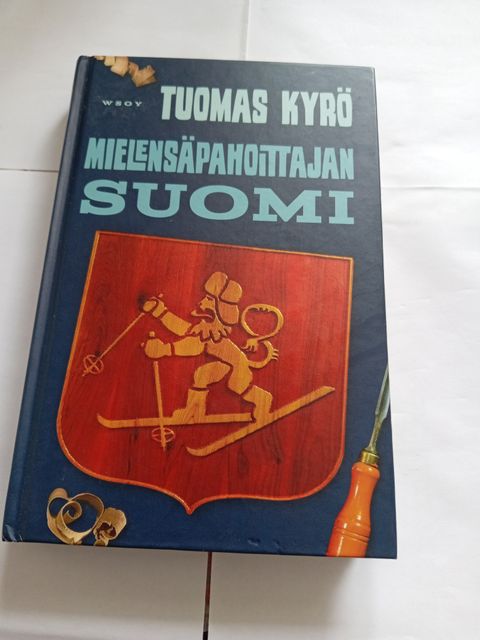 WSOY
TUOMAS KYRÖ
MIELENSÄPAHOITTAJAN
SUOMI